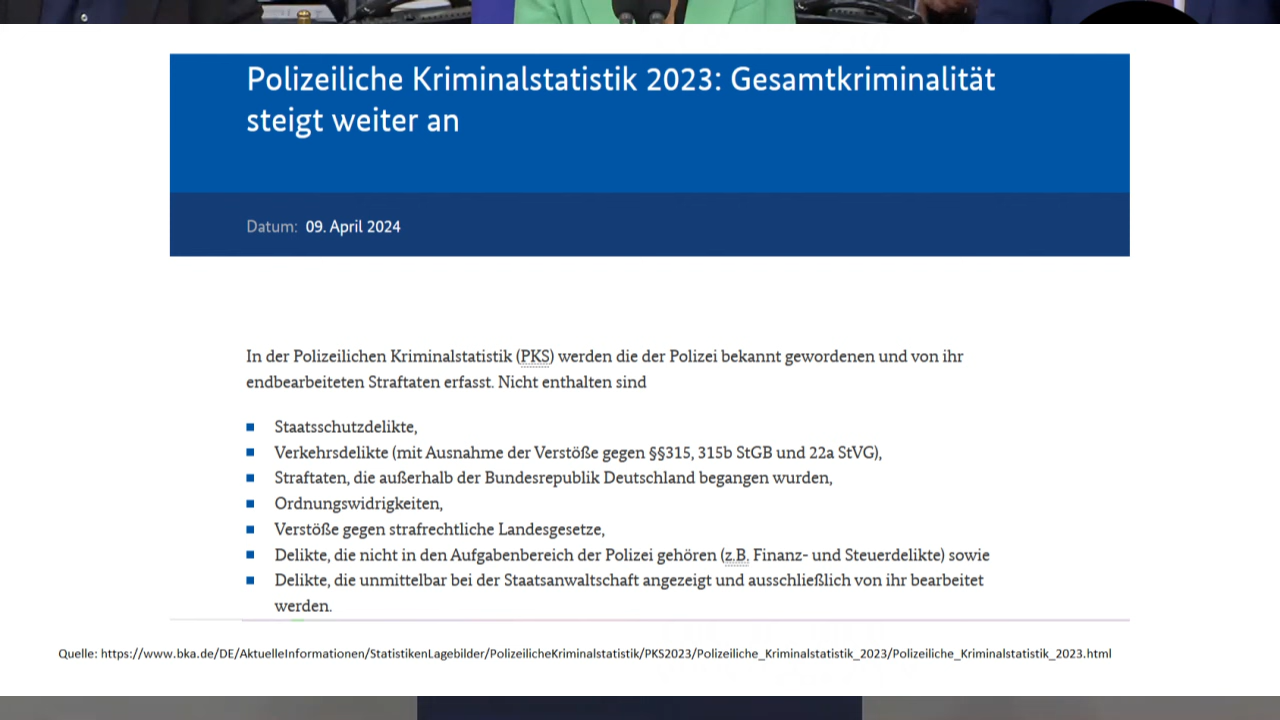 Polizeiliche Kriminalstatistik 2023: Gesamtkriminalität
steigt weiter an
Datum: 09. April 2024
In der Polizeilichen Kriminalstatistik (PKS) werden die der Polizei bekannt gewordenen und von ihr
endbearbeiteten Straftaten erfasst. Nicht enthalten sind
Staatsschutzdelikte,
Verkehrsdelikte (mit Ausnahme der Verstöße gegen §§315, 315b StGB und 22a StVG),
Straftaten, die außerhalb der Bundesrepublik Deutschland begangen wurden,
Ordnungswidrigkeiten,
Verstöße gegen strafrechtliche Landesgesetze,
Delikte, die nicht in den Aufgabenbereich der Polizei gehören (z.B. Finanz- und Steuerdelikte) sowie
Delikte, die unmittelbar bei der Staatsanwaltschaft angezeigt und ausschließlich von ihr bearbeitet
werden.
Quelle: https://www.bka.de/DE/AktuelleInformationen/StatistikenLagebilder/PolizeilicheKriminalstatistik/PKS2023/Polizeiliche_Kriminalstatistik_2023/Polizeiliche_Kriminalstatistik_2023.html